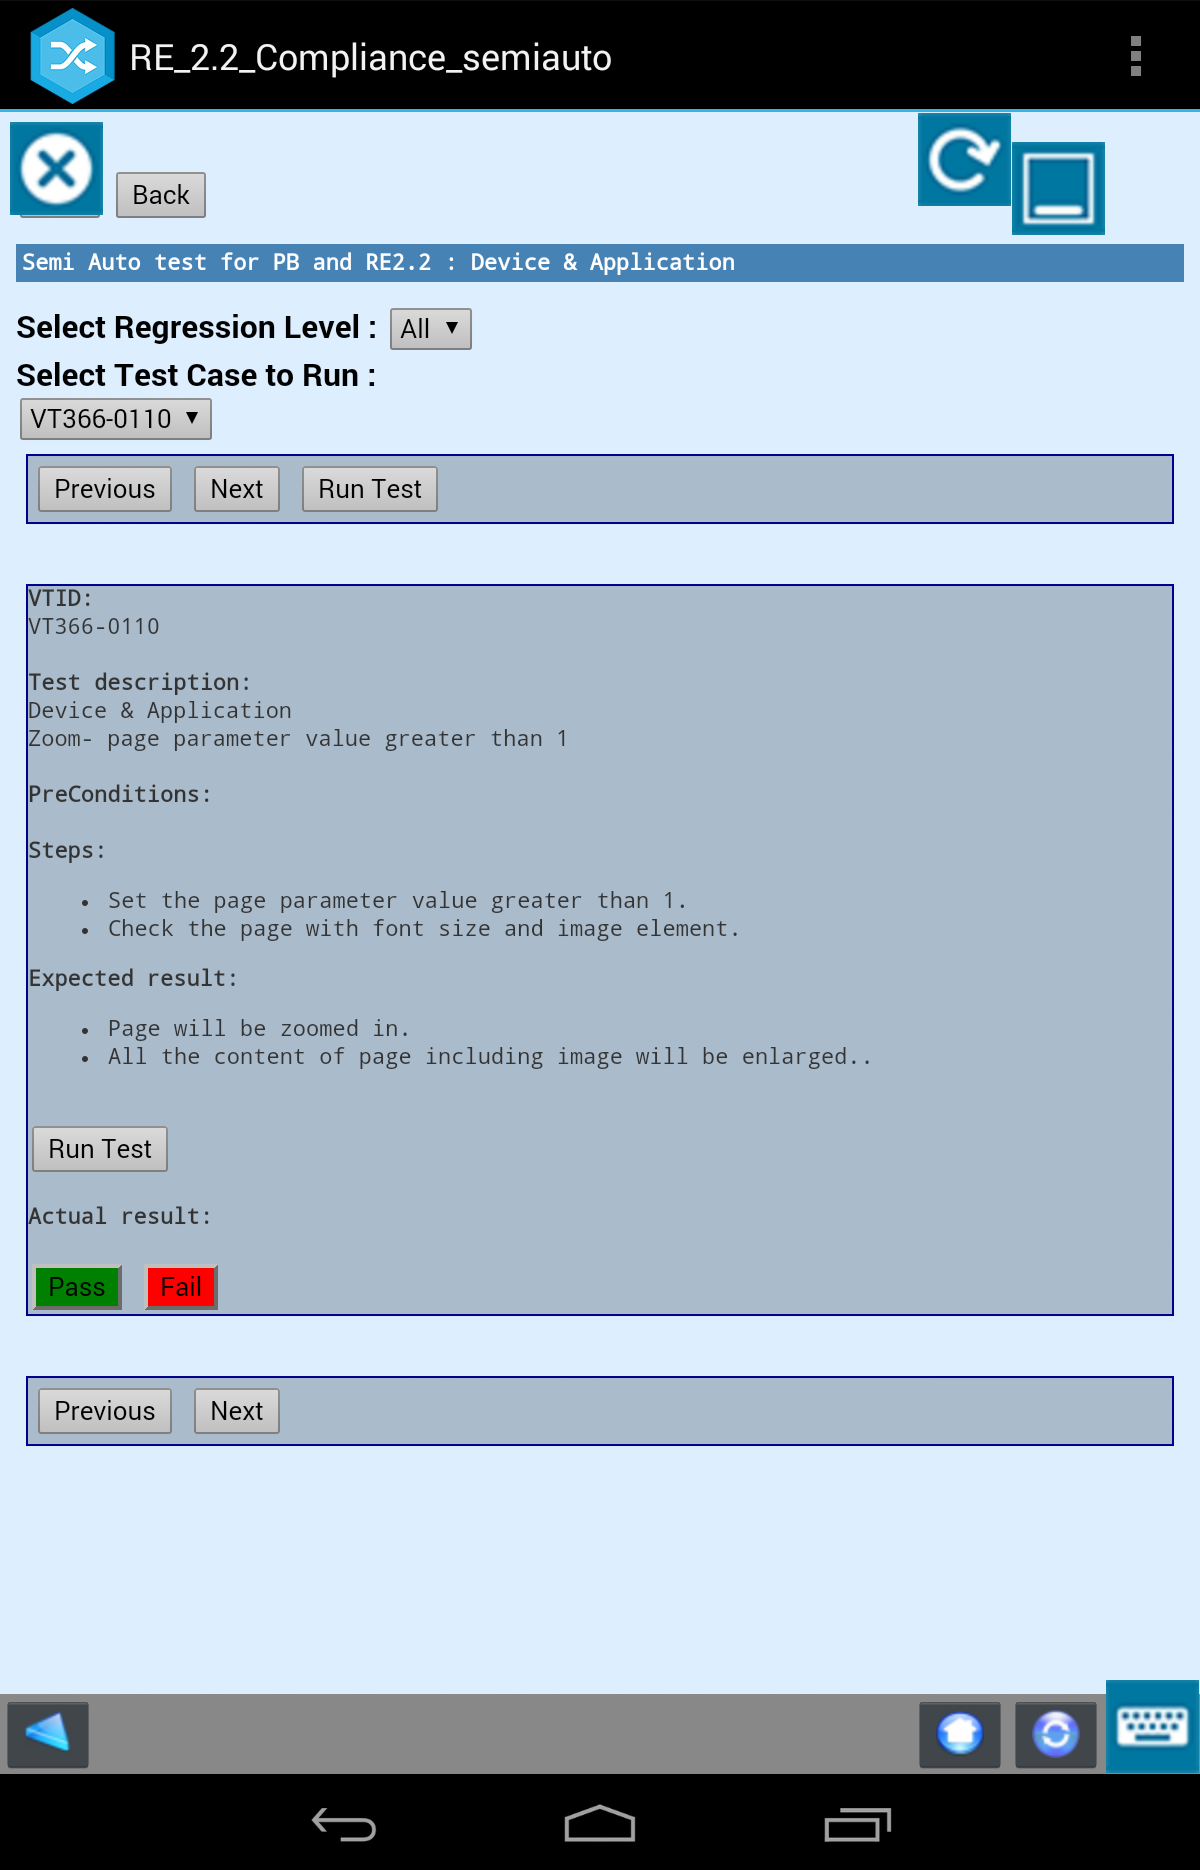 RE_2.2_Compliance_semiauto
Back
Semi Auto test for PB and RE2.2 : Device & Application
Select Regression Level : All
Select Test Case to Run :
VT366-0110
Previous Next Run Test
VTID:
VT366-0110
Test description:
Device & Application
Zoom- page parameter value greater than 1
PreConditions:
Steps:
• Set the page parameter value greater than 1.
• Check the page with font size and image element.
Expected result:
• Page will be zoomed in.
• All the content of page including image will be enlarged..
Run Test
Actual result:
Pass Fail
Previous Next